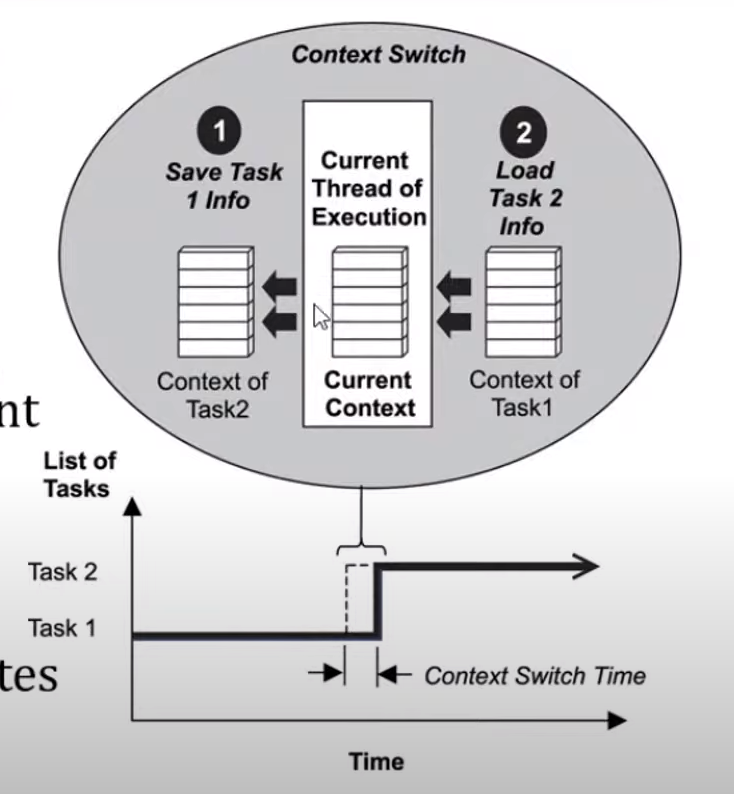 Context Switch
1
Save Task
1 Info
Current
Thread of
Execution
2
Load
Task 2
Info
Context of
Task2
Current
Context
Context of
Task1
nt
List of
Tasks
Task 2
Task 1
tes
Context Switch Time
Time